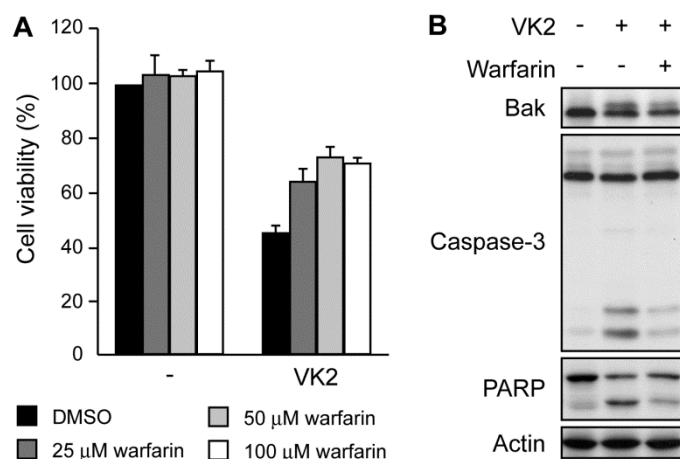 A
Cell viability (%)
120
100
80
60
40
20
0
-
VK2
DMSO
25 μM warfarin
50 μM warfarin
100 μM warfarin
B
VK2 - + +
Warfarin - - +
Bak
Caspase-3
PARP
Actin